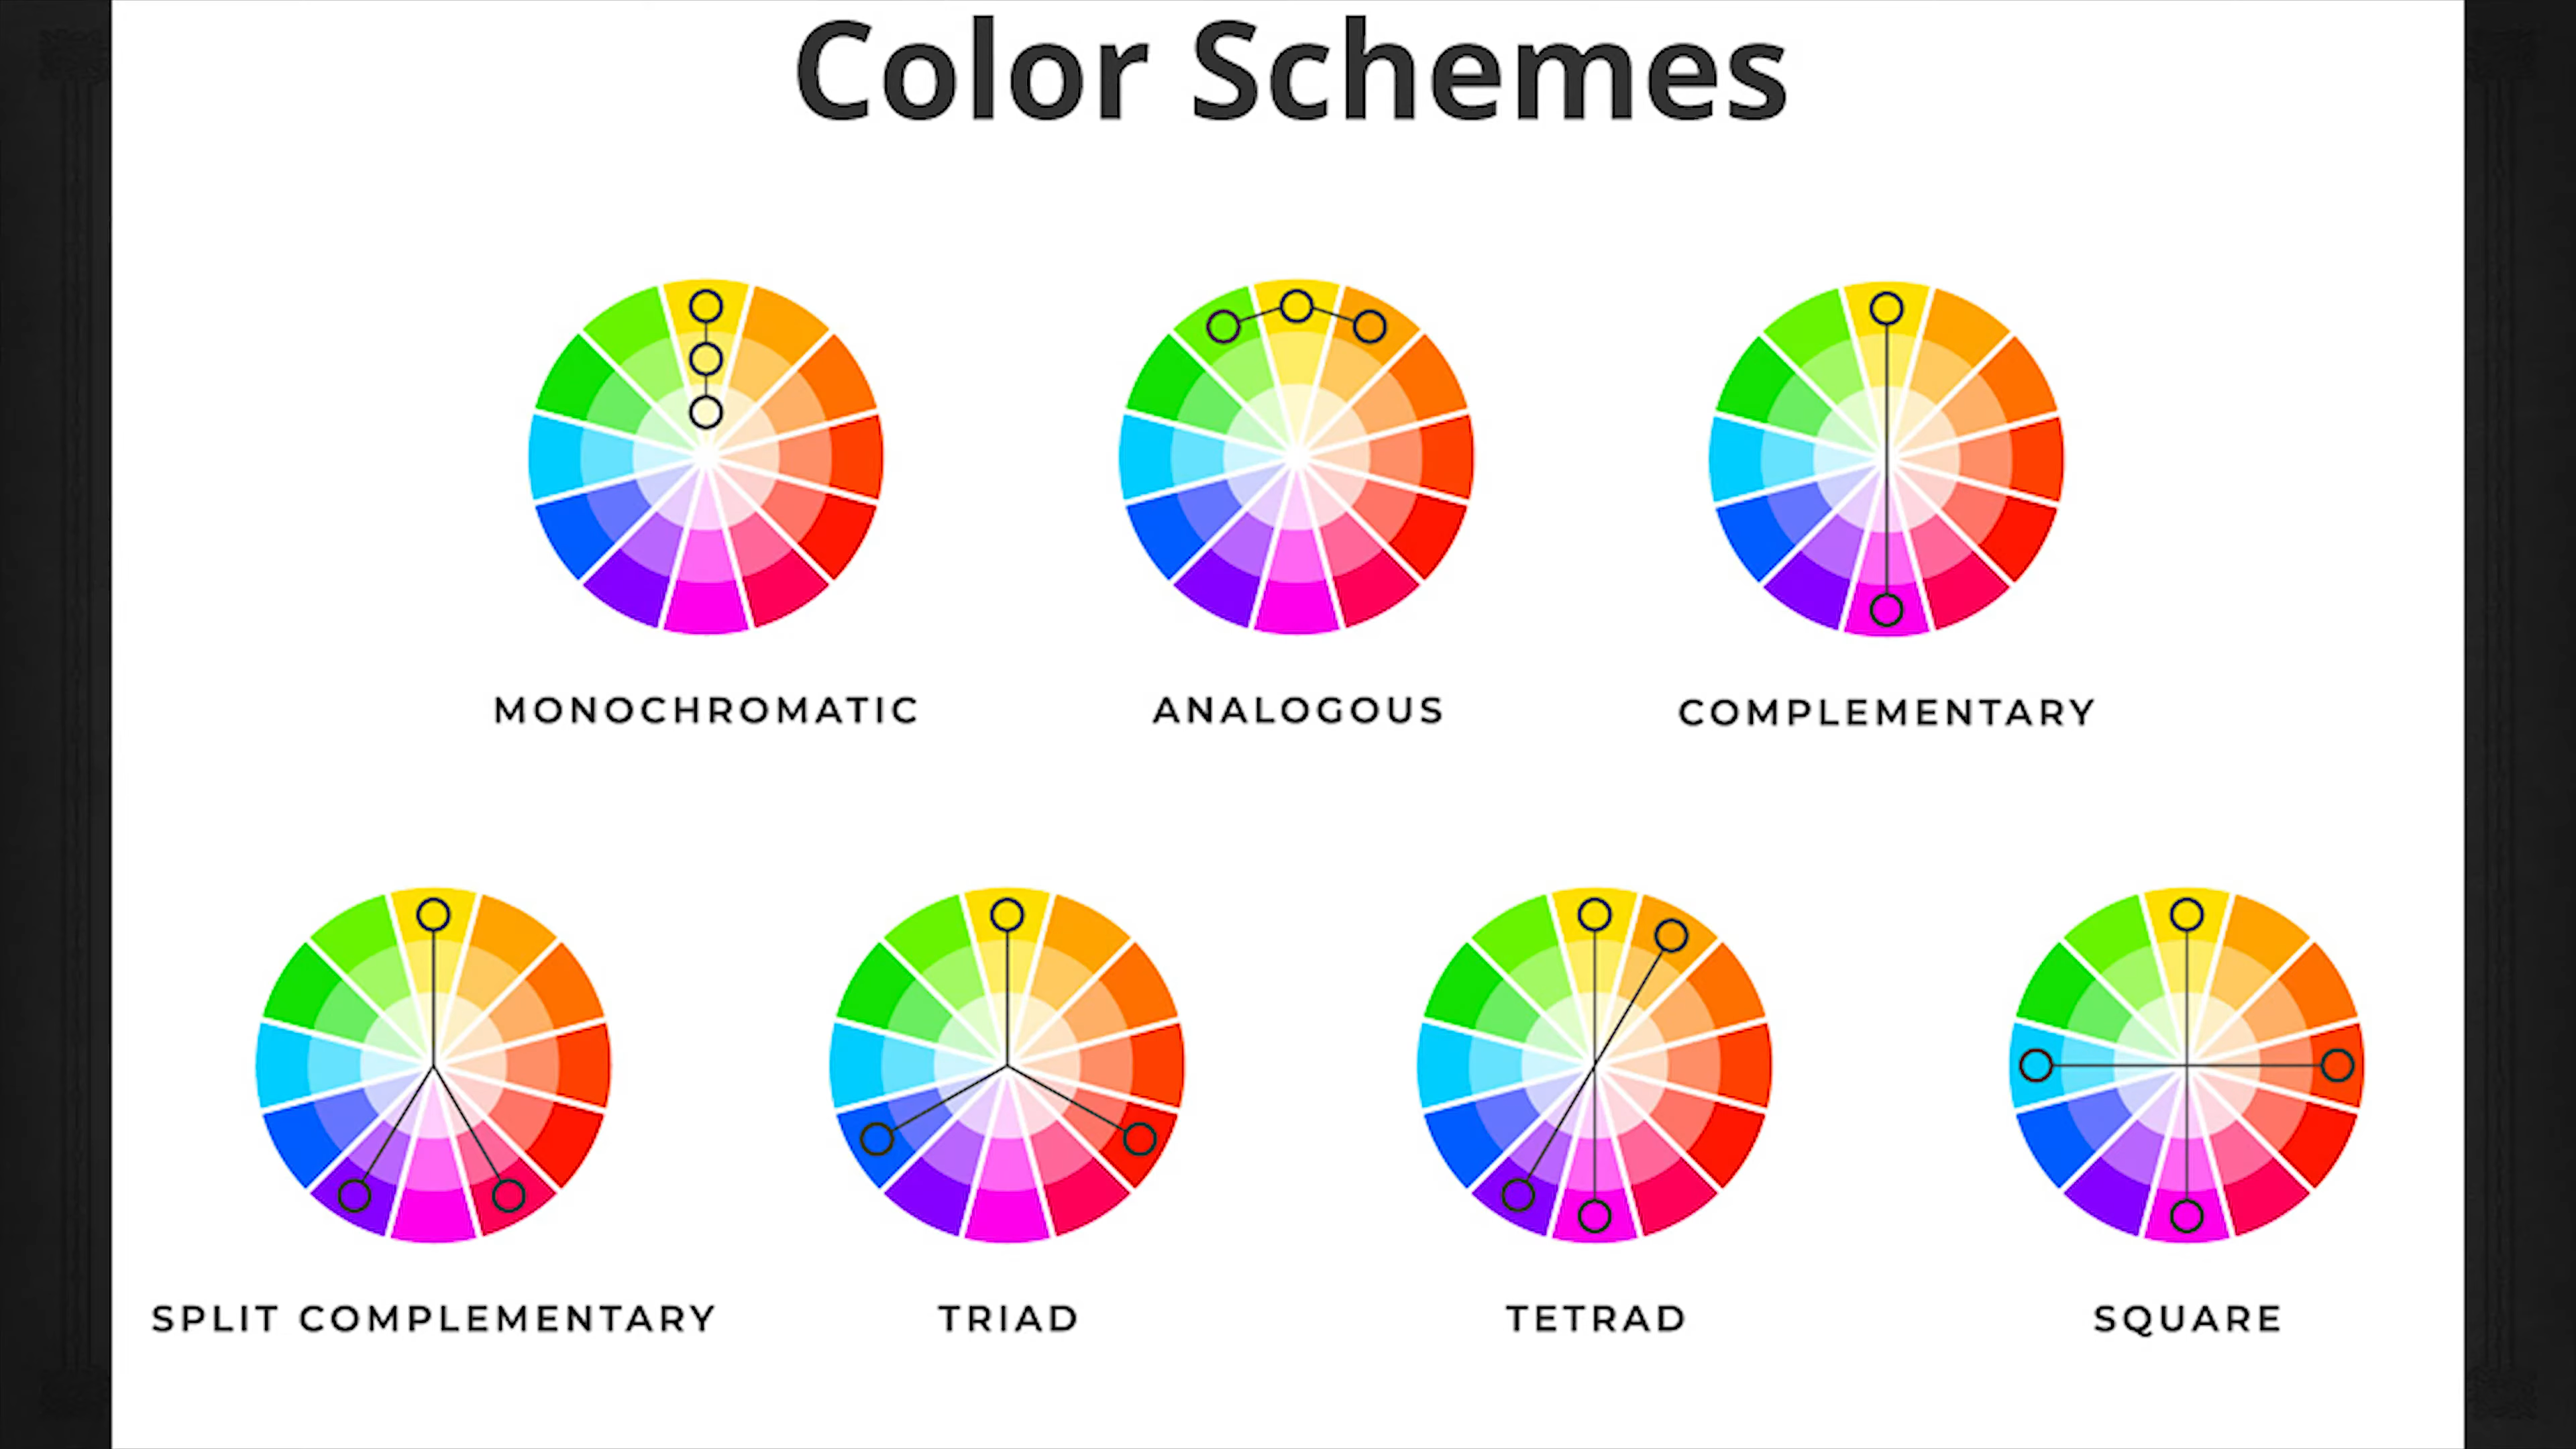 Color Schemes
MONOCHROMATIC
ANALOGOUS
COMPLEMENTARY
SPLIT COMPLEMENTARY
TRIAD
TETRAD
SQUARE